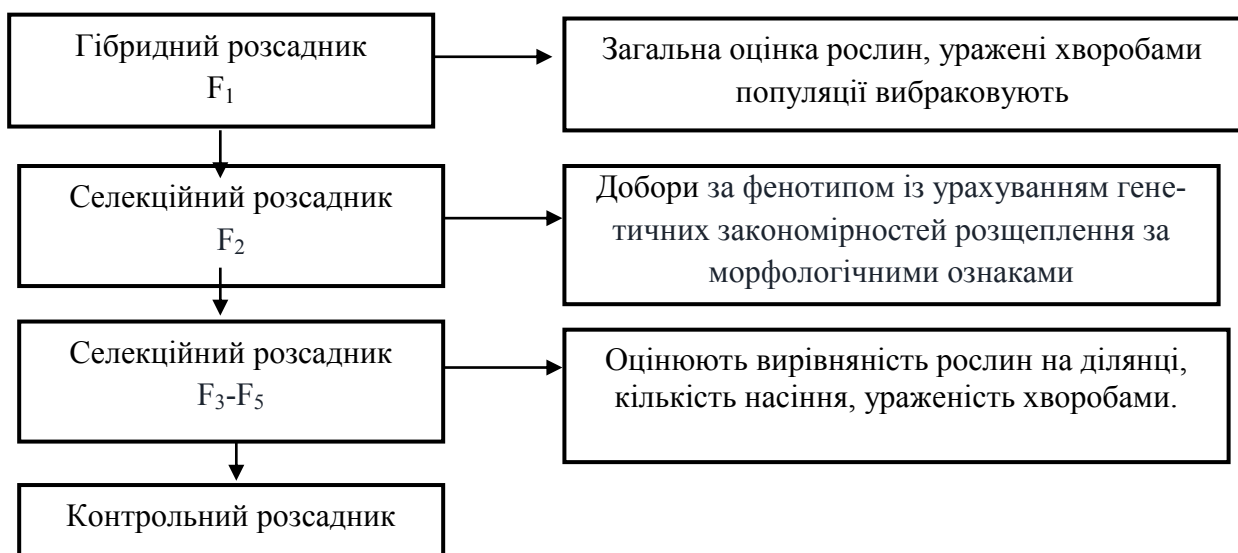 Гібридний розсадник
F₁
Загальна оцінка рослин, уражені хворобами
популяції вибраковують
Селекційний розсадник
F₂
Добори за фенотипом із урахуванням гене-
тичних закономірностей розщеплення за
морфологічними ознаками
Селекційний розсадник
F₃-F₅
Оцінюють вирівняність рослин на ділянці,
кількість насіння, ураженість хворобами.
Контрольний розсадник